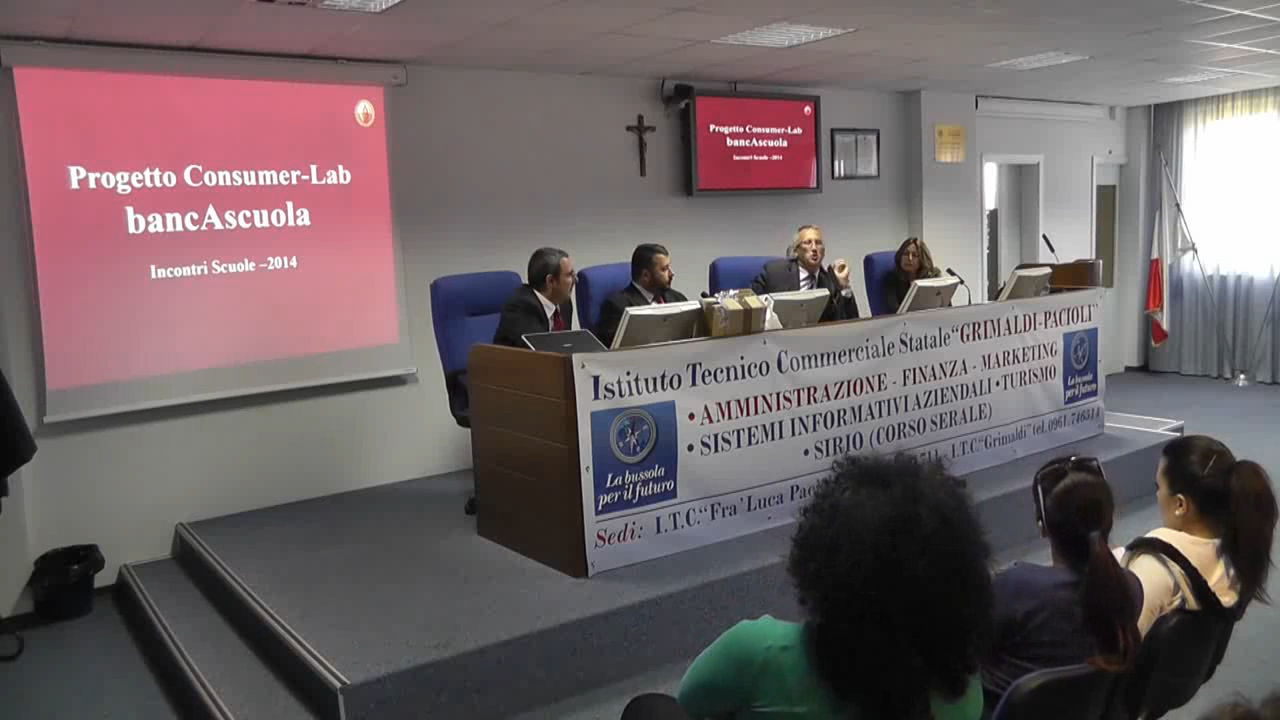 Progetto Consumer-Lab
bancAscuola
Incontri Scuole –2014
Progetto Consumer-Lab
bancAscuola
Incontri Scuole –2014
Istituto Tecnico Commerciale Statale “GRIMALDI-PACIOLI”
• AMMINISTRAZIONE - FINANZA - MARKETING
• SISTEMI INFORMATIVI AZIENDALI • TURISMO
• SIRIO (CORSO SERALE)
La bussola
per il futuro
La bussola
per il futuro
Sedi: I.T.C. “Fra’ Luca - I.T.C. “Grimaldi” tel. 0961.746514